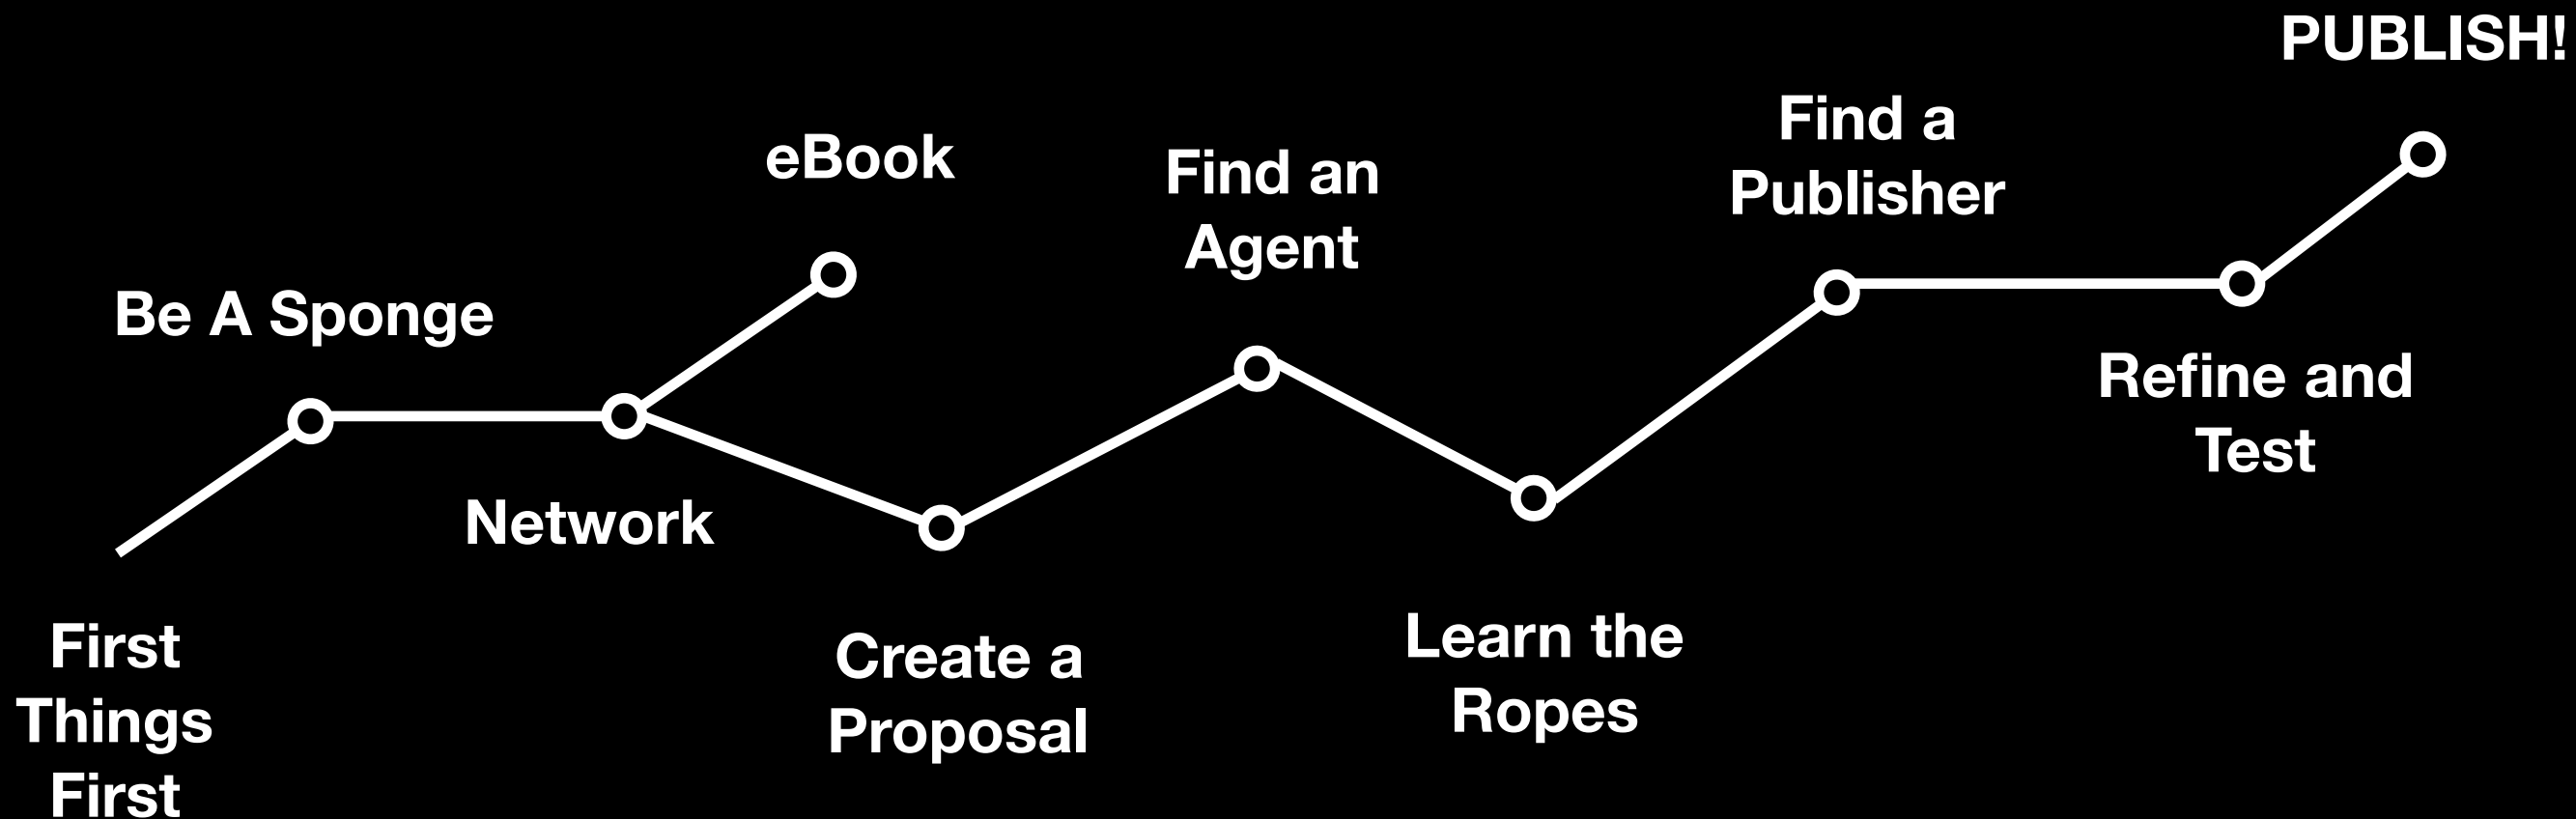 First
Things
First
Be A Sponge
Network
eBook
Create a
Proposal
Find an
Agent
Learn the
Ropes
Find a
Publisher
Refine and
Test
PUBLISH!